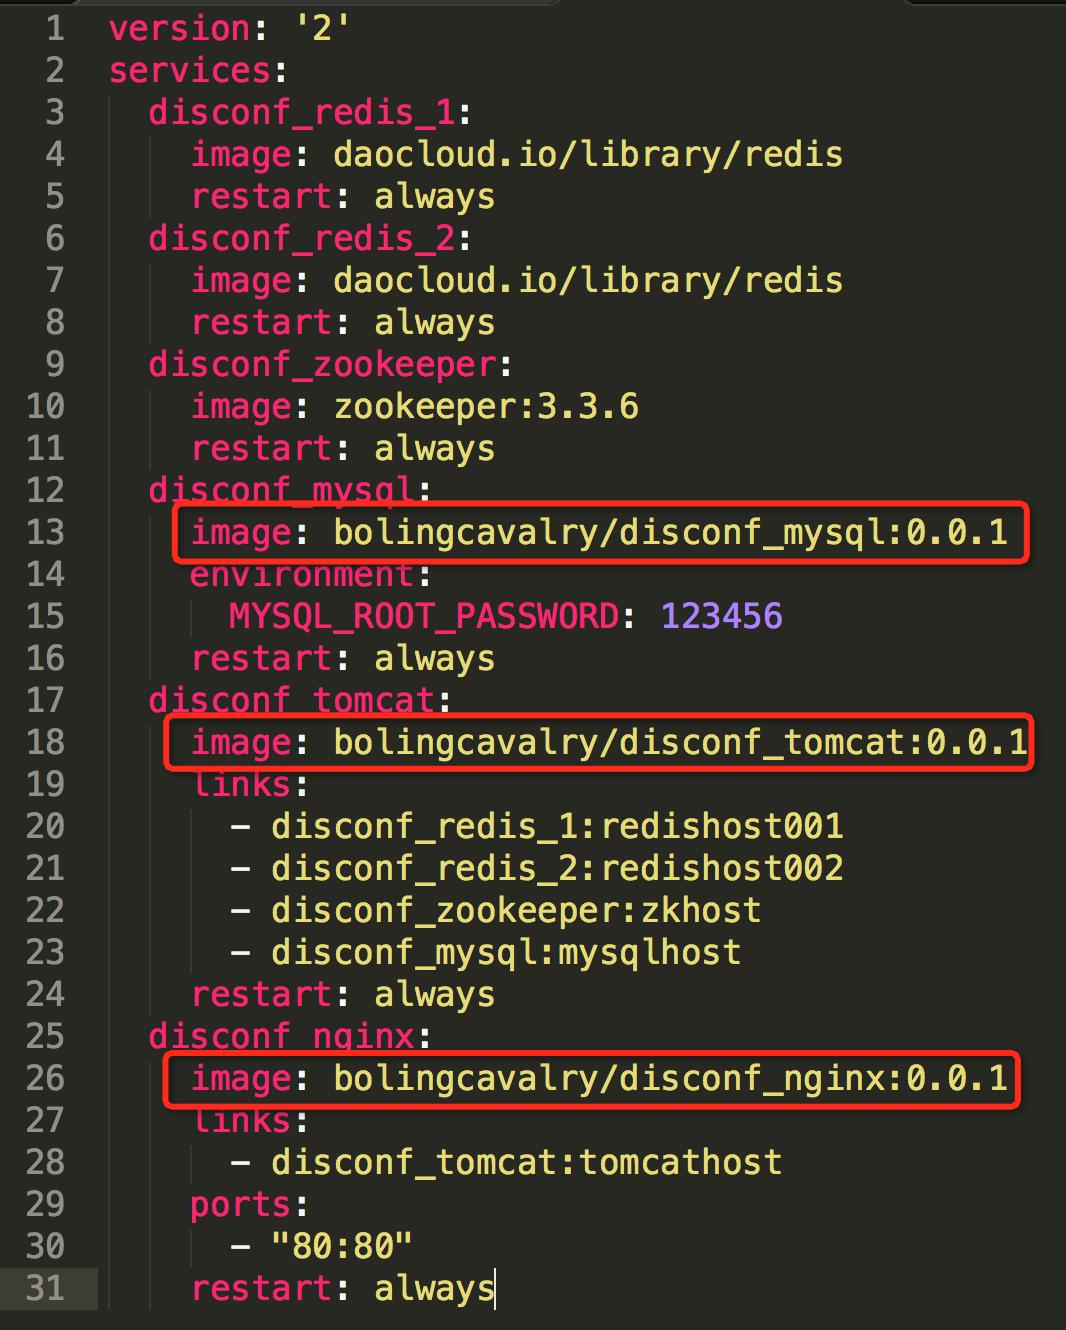 1 version: '2'
2 services:
3 disconf_redis_1:
4 image: daocloud.io/library/redis
5 restart: always
6 disconf_redis_2:
7 image: daocloud.io/library/redis
8 restart: always
9 disconf_zookeeper:
10 image: zookeeper:3.3.6
11 restart: always
12 disconf_mysql:
13 image: bolingcavalry/disconf_mysql:0.0.1
14 environment:
15 MYSQL_ROOT_PASSWORD: 123456
16 restart: always
17 disconf_tomcat:
18 image: bolingcavalry/disconf_tomcat:0.0.1
19 links:
20 - disconf_redis_1:redishost001
21 - disconf_redis_2:redishost002
22 - disconf_zookeeper:zkhost
23 - disconf_mysql:mysqlhost
24 restart: always
25 disconf_nginx:
26 image: bolingcavalry/disconf_nginx:0.0.1
27 links:
28 - disconf_tomcat:tomcathost
29 ports:
30 - "80:80"
31 restart: always